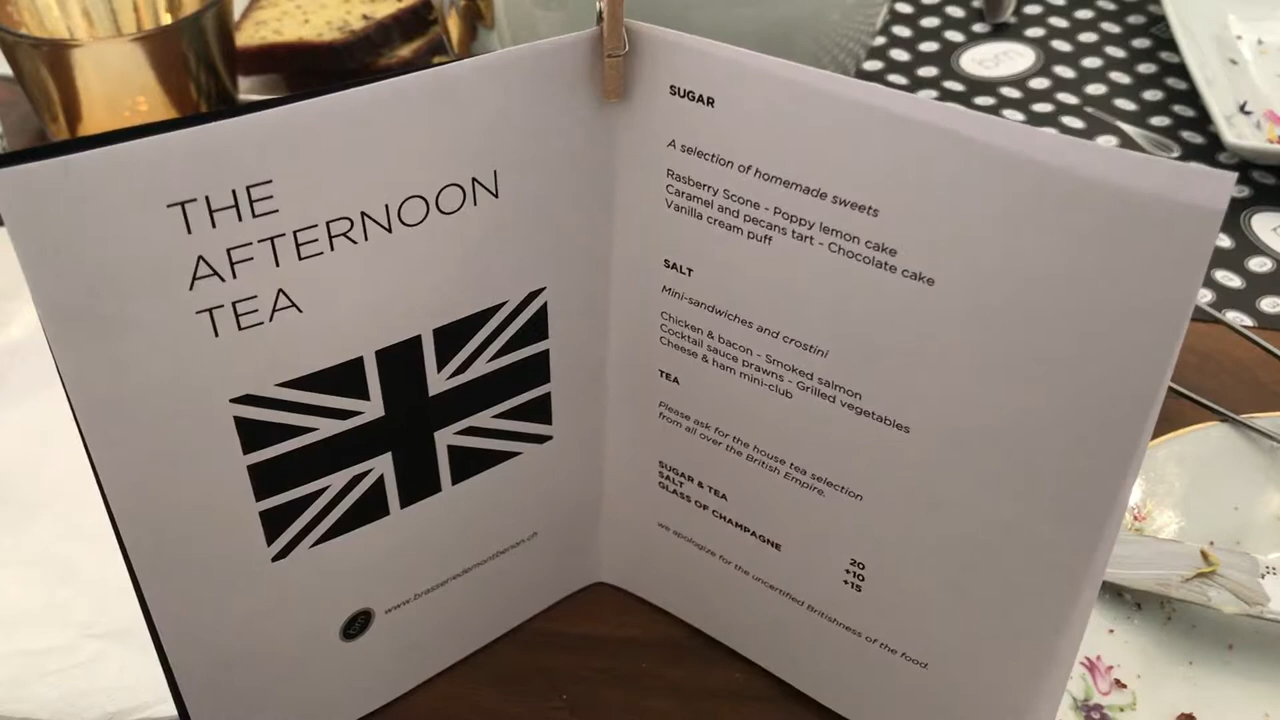 THE
AFTERNOON
TEA
www.brasseriedemontbenon.ch
bm
SUGAR
A selection of homemade sweets
Rasberry Scone - Poppy lemon cake
Caramel and pecans tart - Chocolate cake
Vanilla cream puff
SALT
Mini-sandwiches and crostini
Chicken & bacon - Smoked salmon
Cocktail sauce prawns - Grilled vegetables
Cheese & ham mini-club
TEA
Please ask for the house tea selection
from all over the British Empire.
SUGAR & TEA 20
SALT +10
GLASS OF CHAMPAGNE +15
we apologize for the uncertified Britishness of the food.
bm